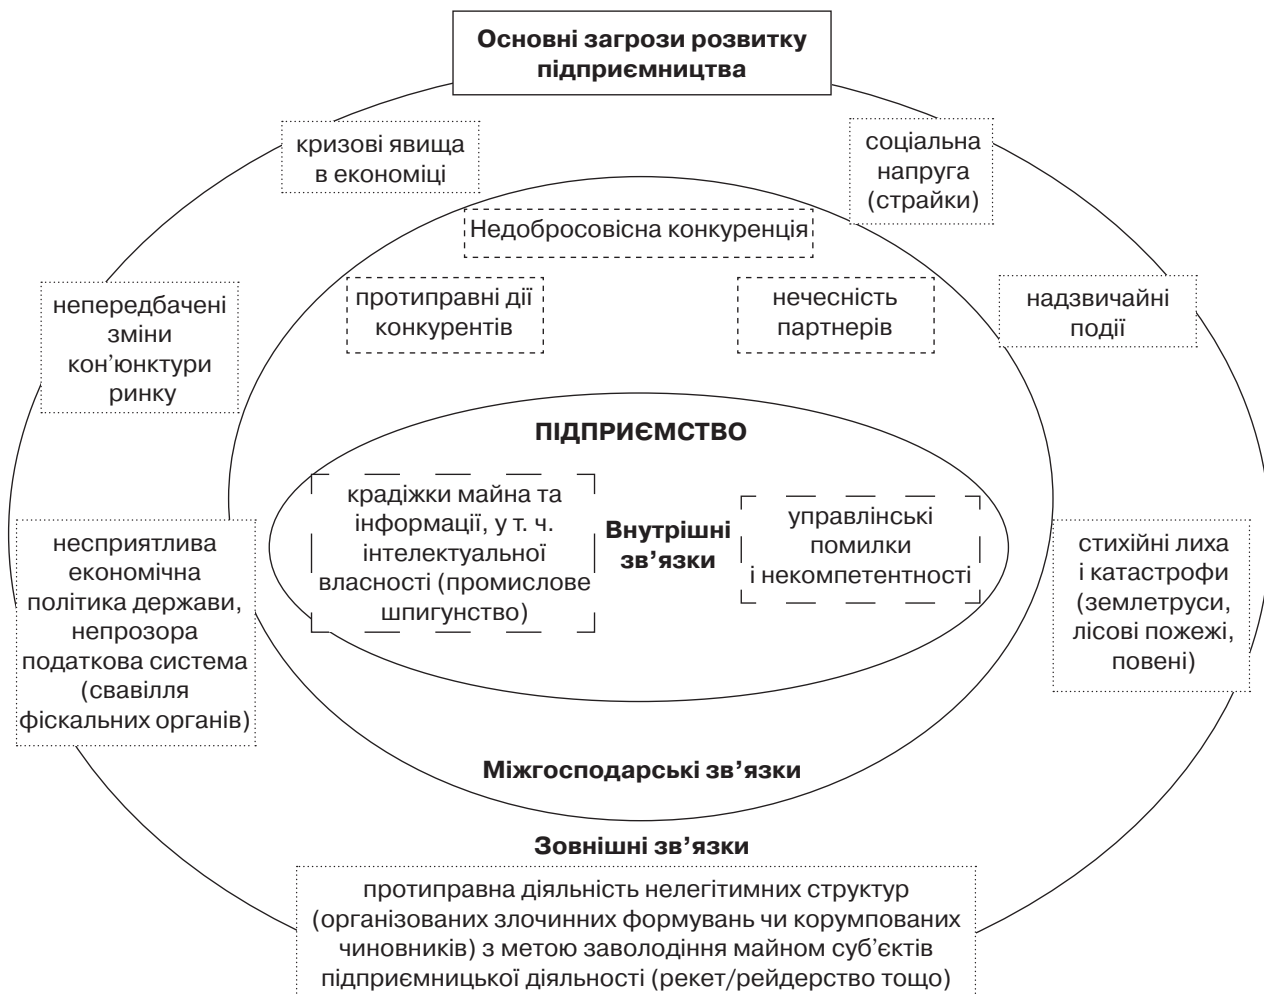 Основні загрози розвитку
підприємництва
кризові явища
в економіці
соціальна
напруга
(страйки)
Недобросовісна конкуренція
непередбачені
зміни
кон’юнктури
ринку
протиправні дії
конкурентів
нечесність
партнерів
надзвичайні
події
ПІДПРИЄМСТВО
несприятлива
економічна
політика держави,
непрозора
податкова система
(свавілля
фіскальних органів)
крадіжки майна та
інформації, у т. ч.
інтелектуальної
власності (промислове
шпигунство)
Внутрішні
зв’язки
управлінські
помилки
і некомпетентності
стихійні лиха
і катастрофи
(землетруси,
лісові пожежі,
повені)
Міжгосподарські зв’язки
Зовнішні зв’язки
протиправна діяльність нелегітимних структур
(організованих злочинних формувань чи корумпованих
чиновників) з метою заволодіння майном суб’єктів
підприємницької діяльності (рекет/рейдерство тощо)